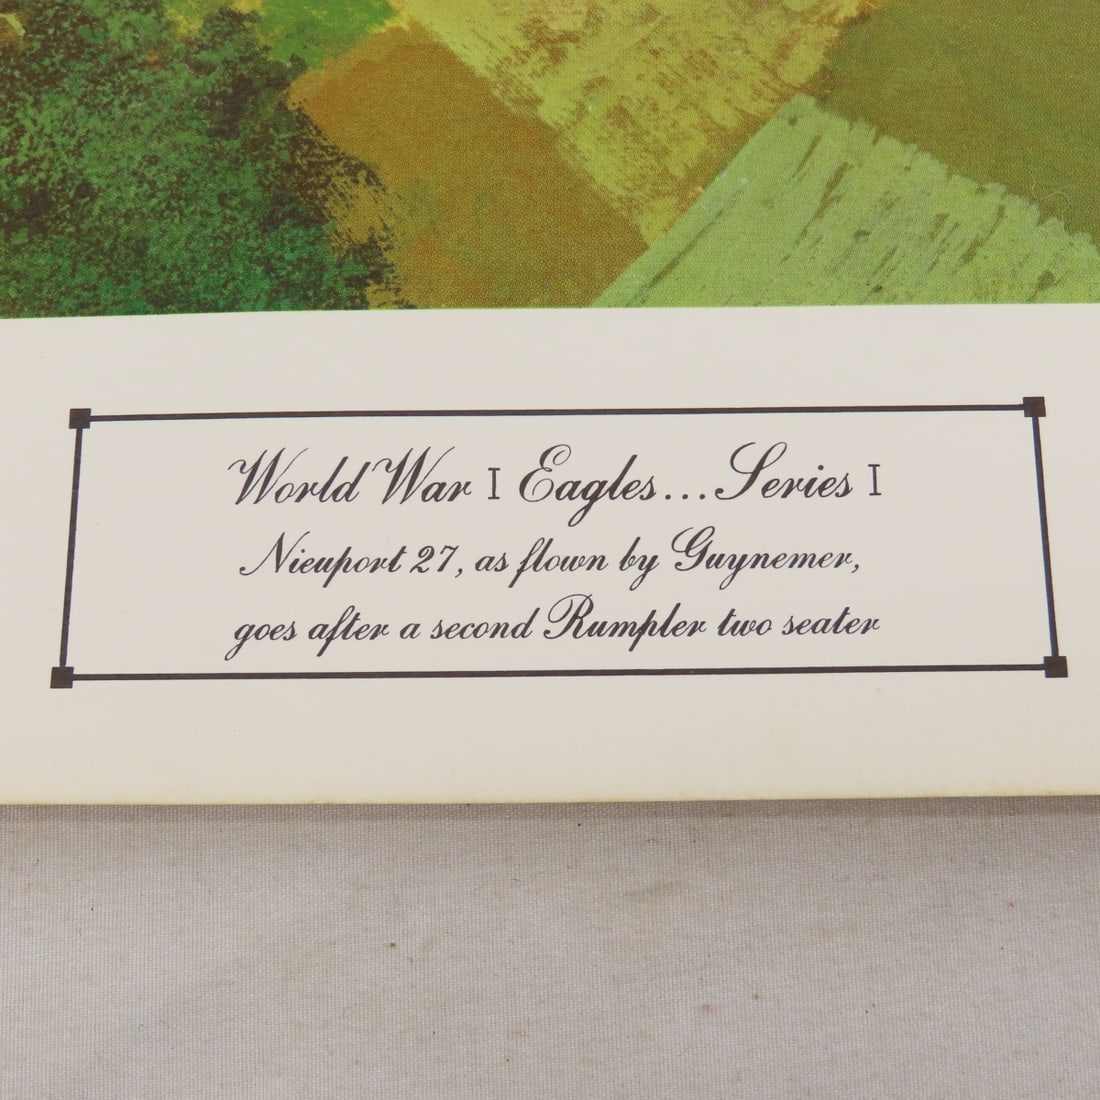 World War I Eagles...Series I
Nieuport 27, as flown by Guynemer,
goes after a second Rumpler two seater